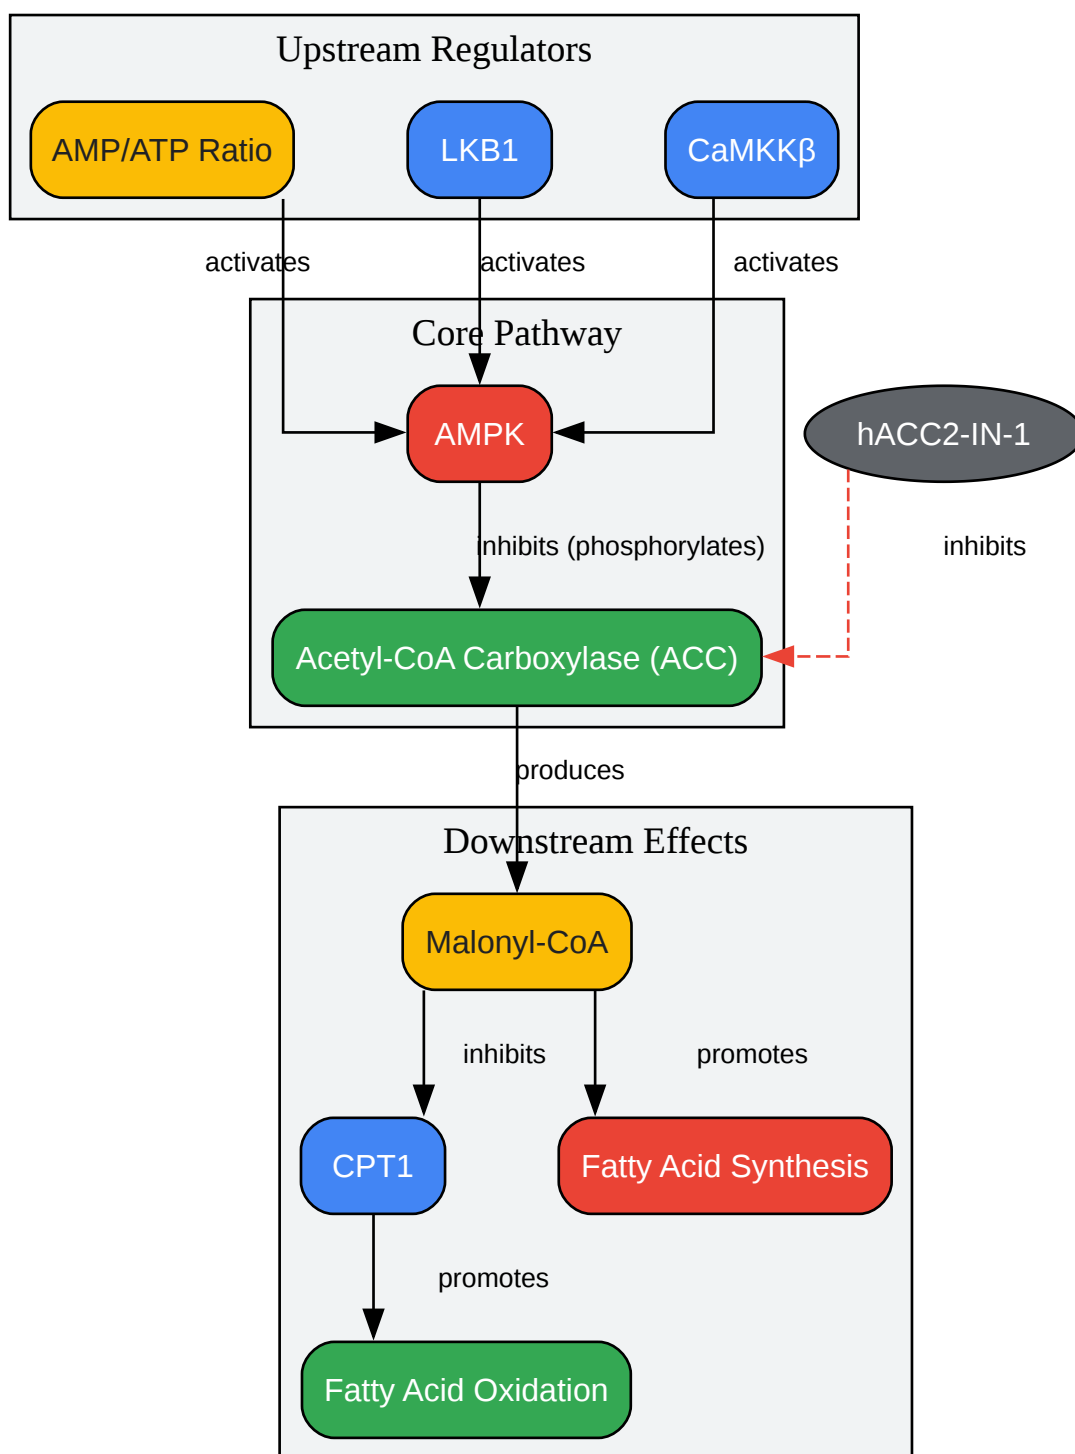 Upstream Regulators
AMP/ATP Ratio
LKB1
CaMKKβ
activates
activates
activates
Core Pathway
AMPK
hACC2-IN-1
inhibits (phosphorylates)
inhibits
Acetyl-CoA Carboxylase (ACC)
produces
Downstream Effects
Malonyl-CoA
inhibits
promotes
CPT1
Fatty Acid Synthesis
promotes
Fatty Acid Oxidation